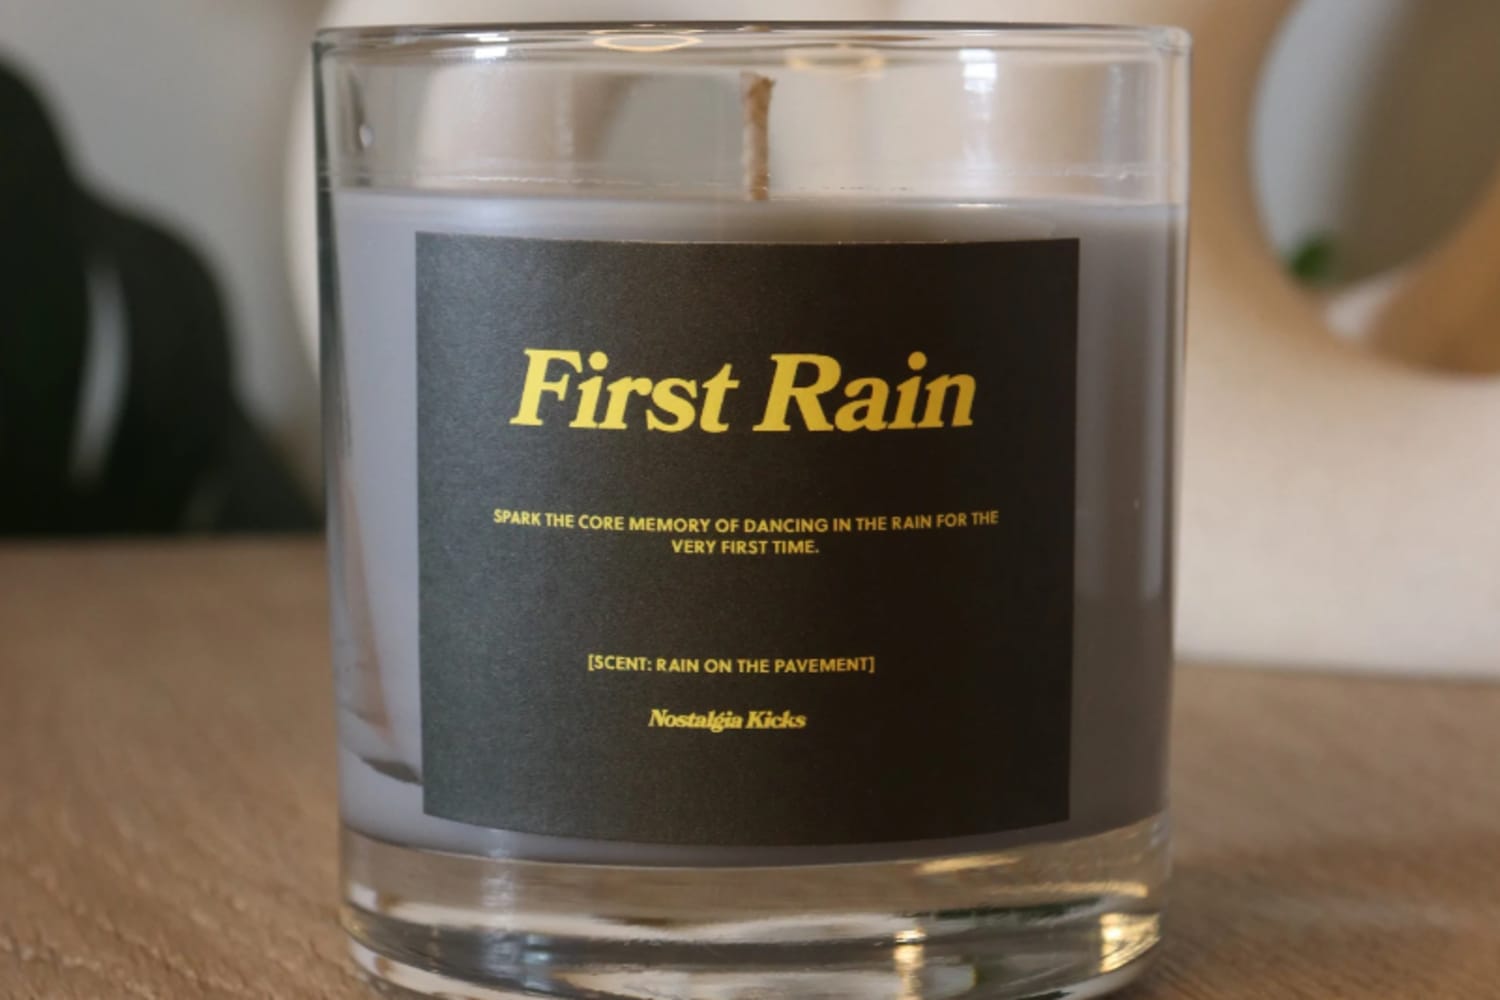 First Rain
SPARK THE CORE MEMORY OF DANCING IN THE RAIN FOR THE
VERY FIRST TIME.
[SCENT: RAIN ON THE PAVEMENT]
Nostalgia Kicks